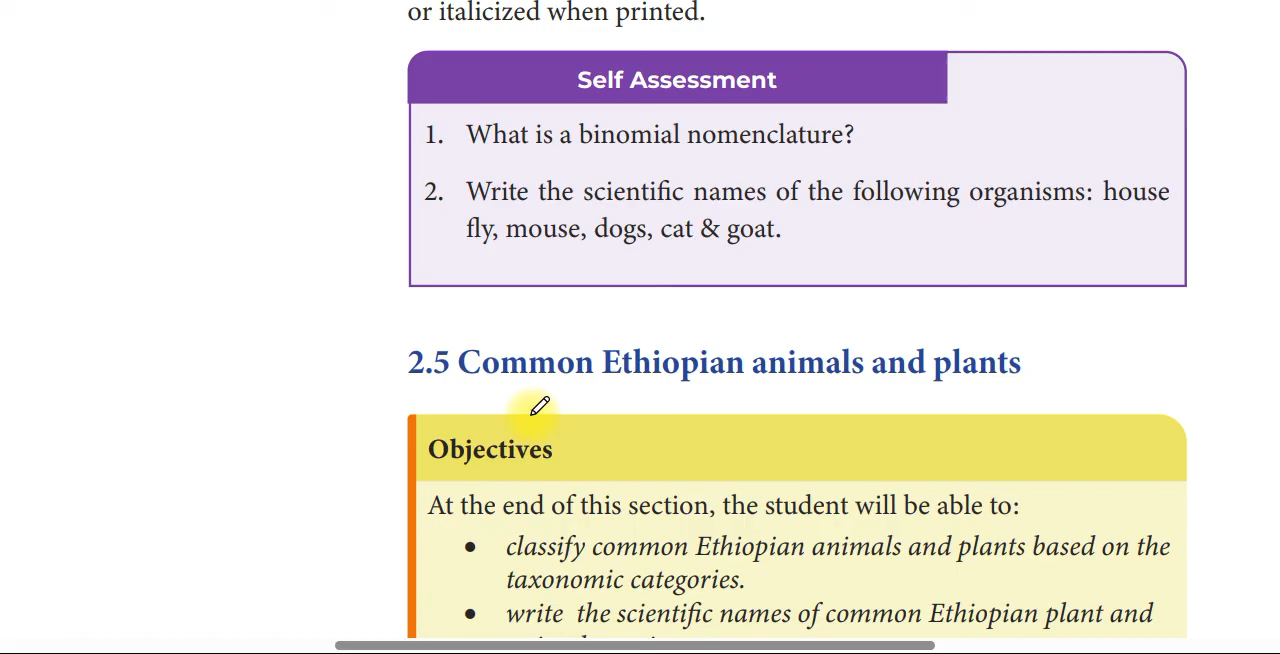 or italicized when printed.
Self Assessment
1. What is a binomial nomenclature?
2. Write the scientific names of the following organisms: house
fly, mouse, dogs, cat & goat.
2.5 Common Ethiopian animals and plants
Objectives
At the end of this section, the student will be able to:
• classify common Ethiopian animals and plants based on the
taxonomic categories.
• write the scientific names of common Ethiopian plant and